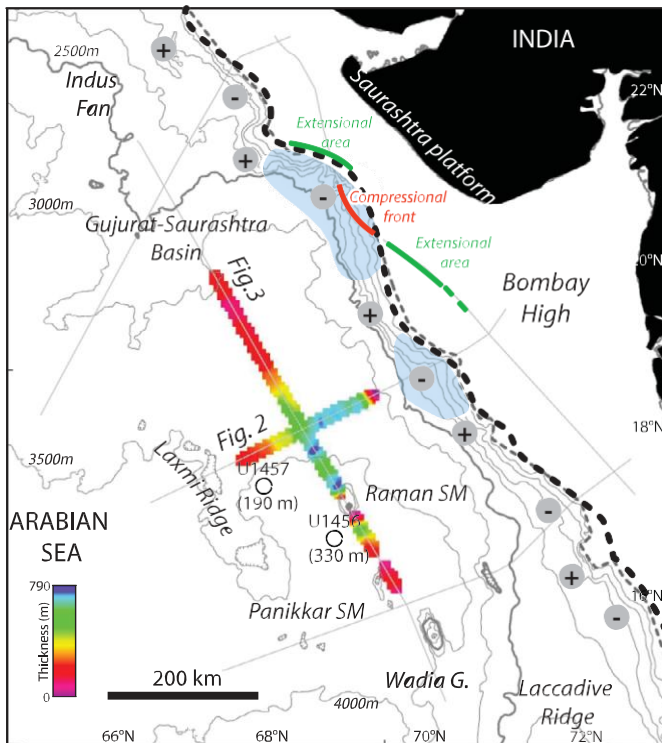 2500m
INDIA
Indus
Fan
+
-
22°N
Saurashtra platform
Extensional
area
+
3000m
-
Compressional
front
Gujurat-Saurashtra
Basin
Extensional
area
20°N
Fig.3
Bombay
High
+
-
Fig. 2
18°N
+
3500m
Laxmi Ridge
U1457
(190 m)
Raman SM
-
U1456
(330 m)
ARABIAN
SEA
790
Thickness (m)
0
+
16°N
-
Panikkar SM
200 km
Wadia G.
Laccadive
Ridge
4000m
66°N
68°N
70°N
72°N